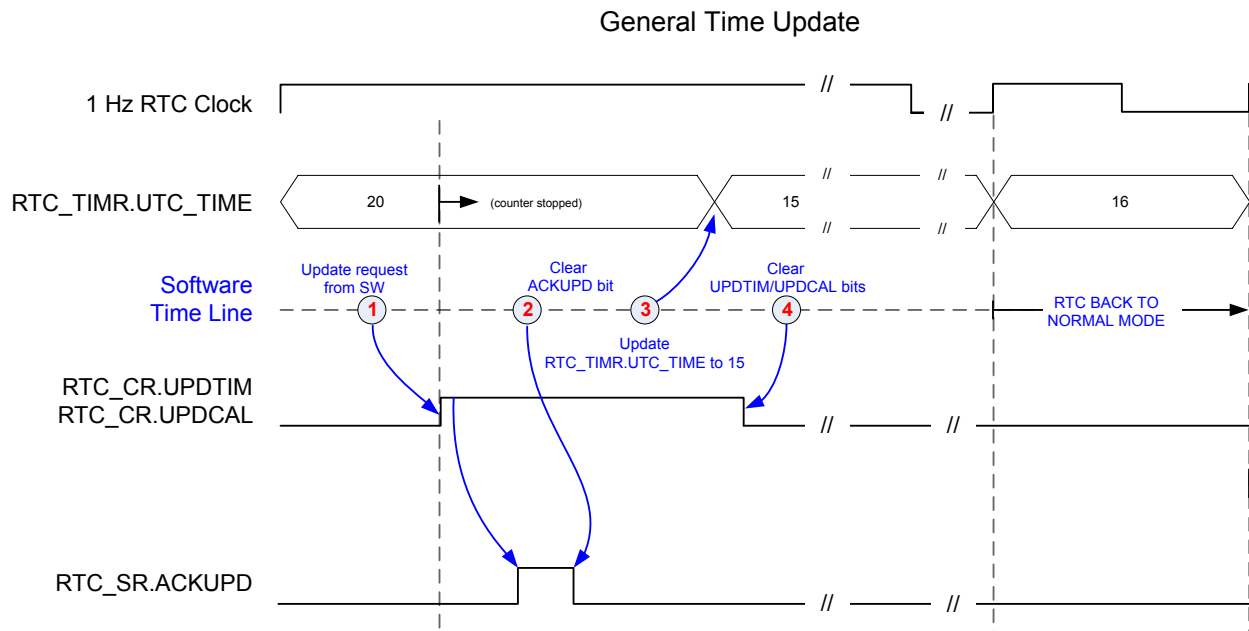 General Time Update
//
1 Hz RTC Clock
//
//
//
RTC_TIMR.UTC_TIME
20
(counter stopped)
15
16
//
//
Update request
from SW
Clear
ACKUPD bit
Clear
UPDTIM/UPDCAL bits
Software
Time Line
1
2
3
4
RTC BACK TO
NORMAL MODE
Update
RTC_TIMR.UTC_TIME to 15
RTC_CR.UPDTIM
RTC_CR.UPDCAL
//
//
RTC_SR.ACKUPD
//
//